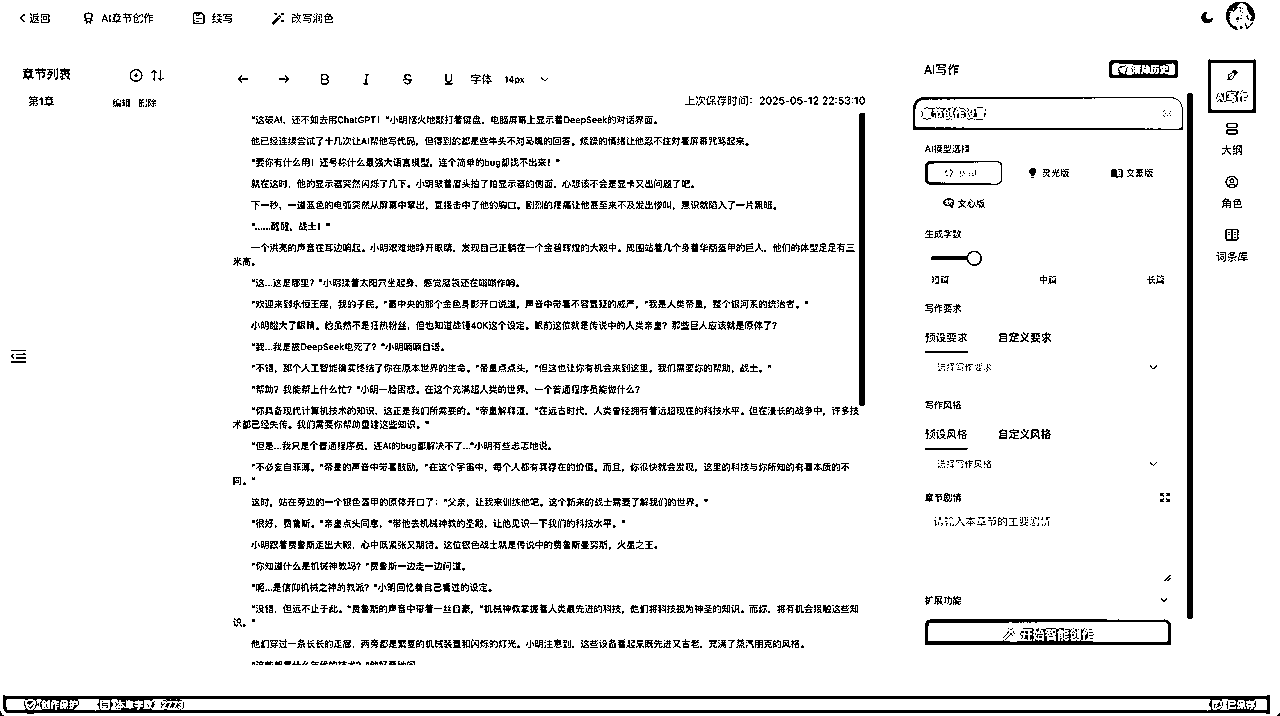 返回
AI章节创作
续写
改写润色
章节列表
第1章
编辑 删除
B I S U 字体 14px
上次保存时间：2025-05-12 22:53:10
“这破AI，还不如去用ChatGPT！”小明恼火地敲打着键盘，电脑屏幕上显示着DeepSeek的对话界面。
他已经连续尝试了十几次让AI帮他写代码，但得到的都是些牛头不对马嘴的回答。烦躁的情绪让他忍不住对着屏幕咒骂起来。
“要你有什么用！还号称什么最强大语言模型，连个简单的bug都找不出来！”
就在这时，他的显示器突然闪烁了几下。小明皱着眉头拍了拍显示器的侧面，心想该不会是显卡又出问题了吧。
下一秒，一道蓝色的电弧突然从屏幕中窜出，直接击中了他的胸口。剧烈的疼痛让他甚至来不及发出惨叫，意识就陷入了一片黑暗。
“……醒醒，战士！”
一个洪亮的声音在耳边响起。小明艰难地睁开眼睛，发现自己正躺在一个金碧辉煌的大殿中。周围站着几个身着华丽盔甲的巨人，他们的体型足足有三
米高。
“这…这是哪里？”小明揉着太阳穴坐起身，感觉脑袋还在嗡嗡作响。
“欢迎来到永恒王座，我的子民。”最中央的那个金色身影开口说道，声音中带着不容置疑的威严，“我是人类帝皇，整个银河系的统治者。”
小明瞪大了眼睛。他虽然不是狂热粉丝，但也知道战锤40K这个设定。眼前这位就是传说中的人类帝皇？那些巨人应该就是原体了？
“我…我是被DeepSeek电死了？”小明喃喃自语。
“不错，那个人工智能确实终结了你在原本世界的生命。”帝皇点点头，“但这也让你有机会来到这里。我们需要你的帮助，战士。”
“帮助？我能帮上什么忙？”小明一脸困惑。在这个充满超人类的世界，一个普通程序员能做什么？
“你具备现代计算机技术的知识，这正是我们所需要的。”帝皇解释道，“在远古时代，人类曾经拥有着远超现在的科技水平。但在漫长的战争中，许多技
术都已经失传。我们需要你帮助重建这些知识。”
“但是…我只是个普通程序员，连AI的bug都解决不了…”小明有些忐忑地说。
“不必妄自菲薄。”帝皇的声音中带着鼓励，“在这个宇宙中，每个人都有其存在的价值。而且，你很快就会发现，这里的科技与你所知的有着本质的不
同。”
这时，站在旁边的一个银色盔甲的原体开口了：“父亲，让我来训练他吧。这个新来的战士需要了解我们的世界。”
“很好，费鲁斯。”帝皇点头同意，“带他去机械神教的圣殿，让他见识一下我们的科技水平。”
小明跟着费鲁斯走出大殿，心中既紧张又期待。这位银色战士就是传说中的费鲁斯曼努斯，火星之王。
“你知道什么是机械神教吗？”费鲁斯一边走一边问道。
“呃…是信仰机械之神的教派？”小明回忆着自己看过的设定。
“没错，但远不止于此。”费鲁斯的声音中带着一丝自豪，“机械神教掌握着人类最先进的科技，他们将科技视为神圣的知识。而你，将有机会接触这些知
识。”
他们穿过一条长长的走廊，两旁都是繁复的机械装置和闪烁的灯光。小明注意到，这些设备看起来既先进又古老，充满了蒸汽朋克的风格。
创作保护 本章字数：2773
已保存
AI写作
清除历史
章节创作设置
AI模型选择
灵光版
文豪版
文心版
生成字数
短篇 中篇 长篇
写作要求
预设要求 自定义要求
选择写作要求
写作风格
预设风格 自定义风格
选择写作风格
章节剧情
请输入本章节的主要剧情
扩展功能
开始智能创作
AI写作
大纲
角色
词条库